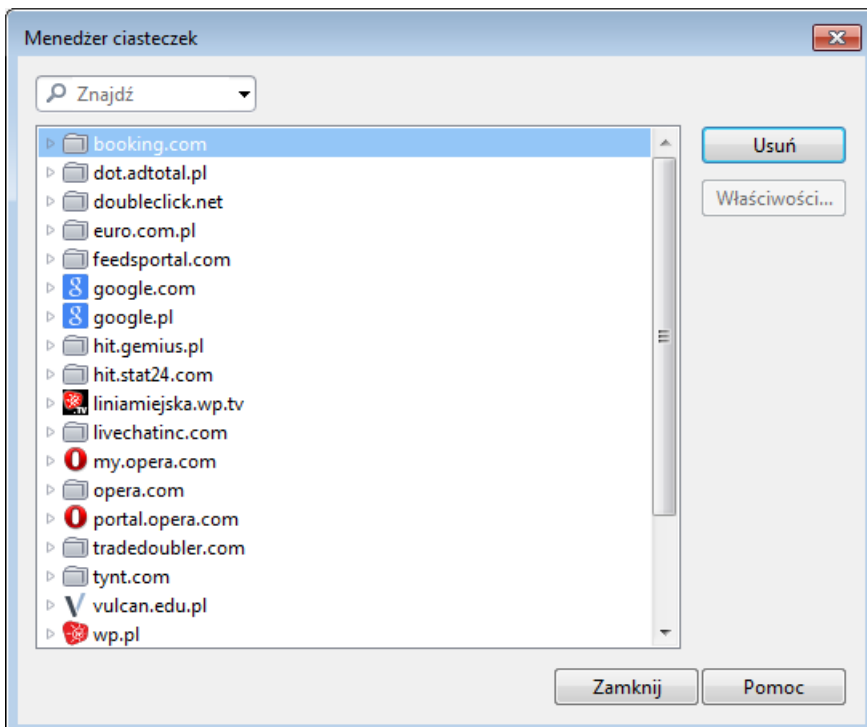 Menedżer ciasteczek
Znajdź
booking.com
Usuń
dot.adtotal.pl
doubleclick.net
Właściwości...
euro.com.pl
feedsportal.com
google.com
google.pl
hit.gemius.pl
hit.stat24.com
liniamiejska.wp.tv
livechatinc.com
my.opera.com
opera.com
portal.opera.com
tradedoubler.com
tynt.com
vulcan.edu.pl
wp.pl
Zamknij
Pomoc